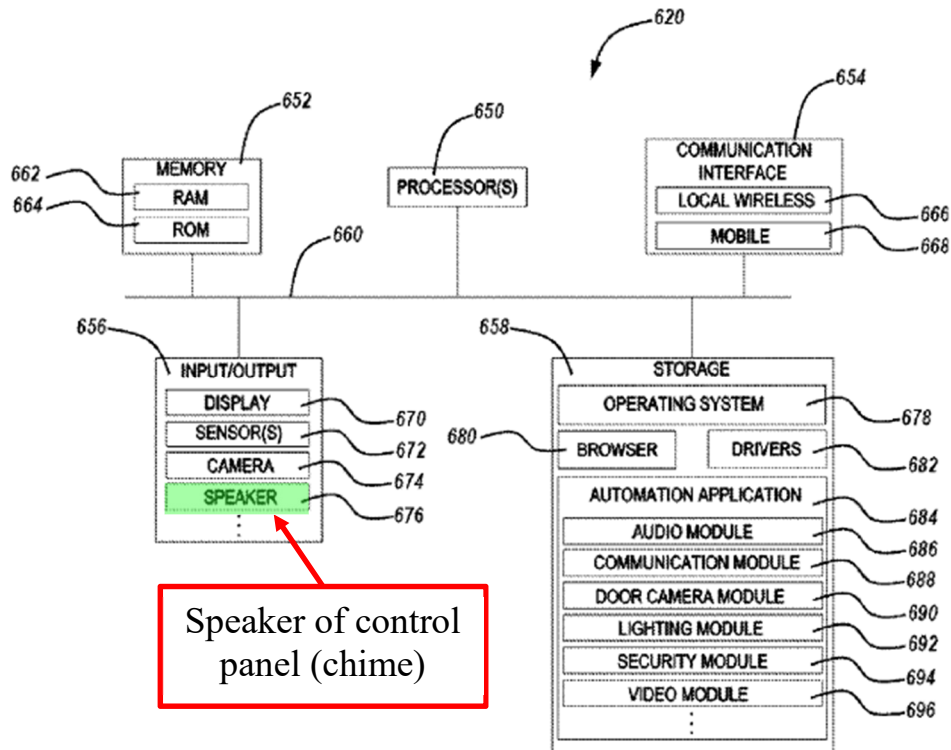 620
652
650
654
MEMORY
662
RAM
664
ROM
PROCESSOR(S)
COMMUNICATION
INTERFACE
LOCAL WIRELESS
666
MOBILE
668
660
656
INPUT/OUTPUT
DISPLAY
670
SENSOR(S)
672
CAMERA
674
SPEAKER
676
Speaker of control
panel (chime)
658
STORAGE
OPERATING SYSTEM
678
680
BROWSER
DRIVERS
682
AUTOMATION APPLICATION
684
AUDIO MODULE
686
COMMUNICATION MODULE
688
DOOR CAMERA MODULE
690
LIGHTING MODULE
692
SECURITY MODULE
694
VIDEO MODULE
696